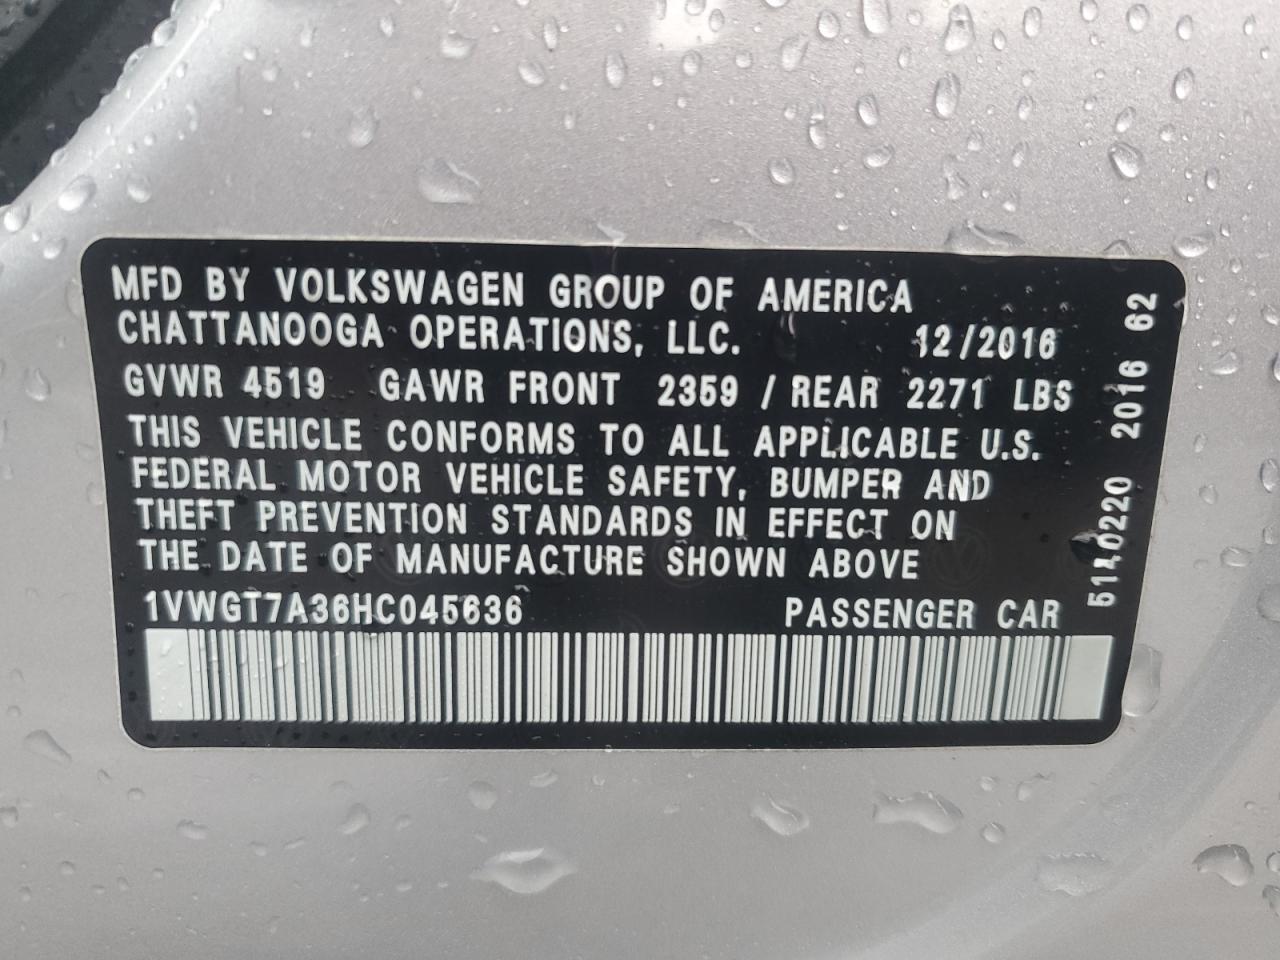 MFD BY VOLKSWAGEN GROUP OF AMERICA
CHATTANOOGA OPERATIONS, LLC. 12/2016
GVWR 4519 GAWR FRONT 2359 / REAR 2271 LBS
THIS VEHICLE CONFORMS TO ALL APPLICABLE U.S.
FEDERAL MOTOR VEHICLE SAFETY, BUMPER AND
THEFT PREVENTION STANDARDS IN EFFECT ON
THE DATE OF MANUFACTURE SHOWN ABOVE
1VWGT7A36HC045636 PASSENGER CAR
5140220 2016 62